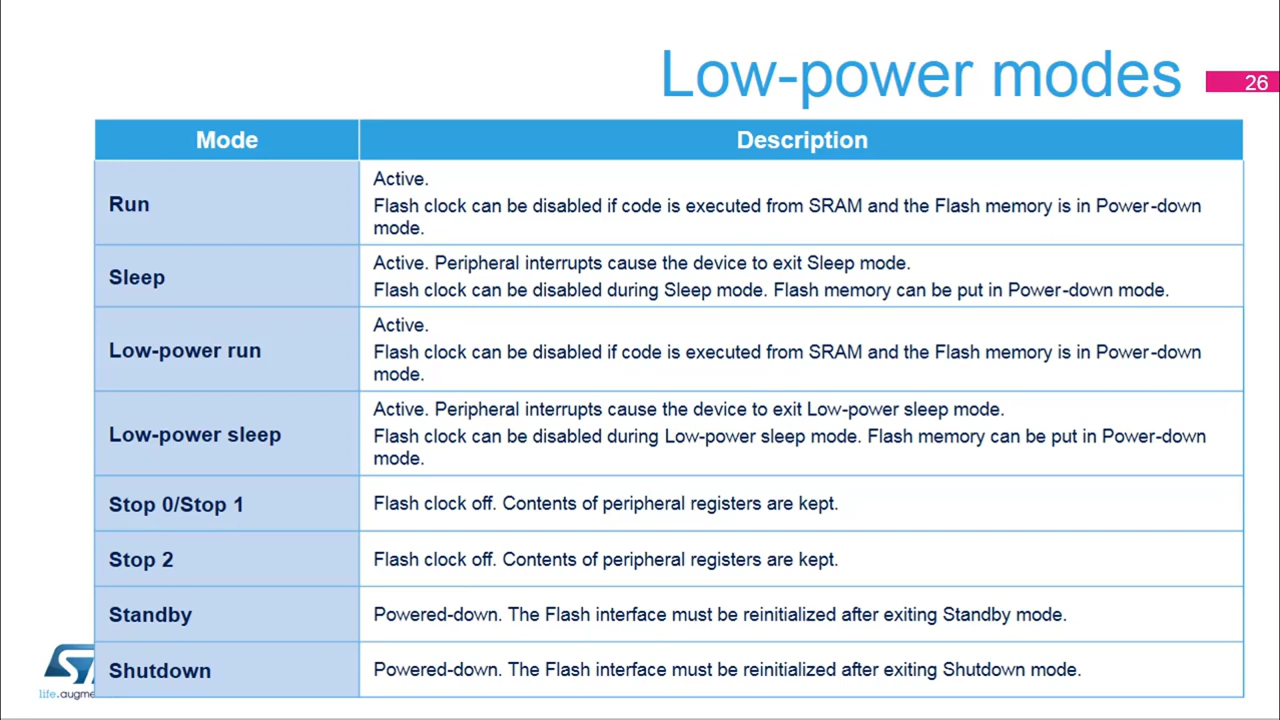 Low-power modes
26
Mode
Description
Run
Active.
Flash clock can be disabled if code is executed from SRAM and the Flash memory is in Power-down
mode.
Sleep
Active. Peripheral interrupts cause the device to exit Sleep mode.
Flash clock can be disabled during Sleep mode. Flash memory can be put in Power-down mode.
Low-power run
Active.
Flash clock can be disabled if code is executed from SRAM and the Flash memory is in Power-down
mode.
Low-power sleep
Active. Peripheral interrupts cause the device to exit Low-power sleep mode.
Flash clock can be disabled during Low-power sleep mode. Flash memory can be put in Power-down
mode.
Stop 0/Stop 1
Flash clock off. Contents of peripheral registers are kept.
Stop 2
Flash clock off. Contents of peripheral registers are kept.
Standby
Powered-down. The Flash interface must be reinitialized after exiting Standby mode.
Shutdown
Powered-down. The Flash interface must be reinitialized after exiting Shutdown mode.
ST
life.augme